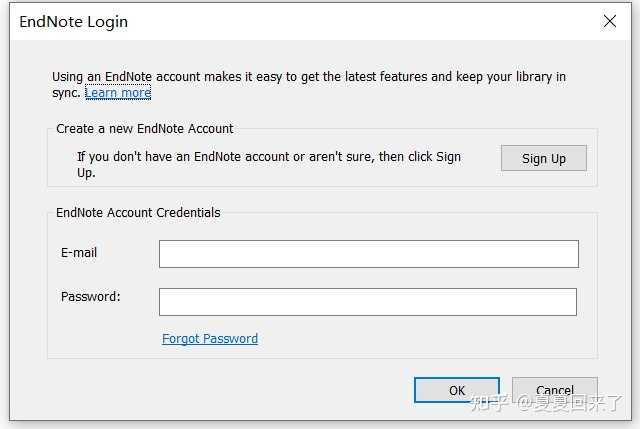 EndNote Login
Using an EndNote account makes it easy to get the latest features and keep your library in
sync. Learn more
Create a new EndNote Account
If you don't have an EndNote account or aren't sure, then click Sign
Up.
Sign Up
EndNote Account Credentials
E-mail
Password:
Forgot Password
OK
Cancel
知乎 @夏夏回来了